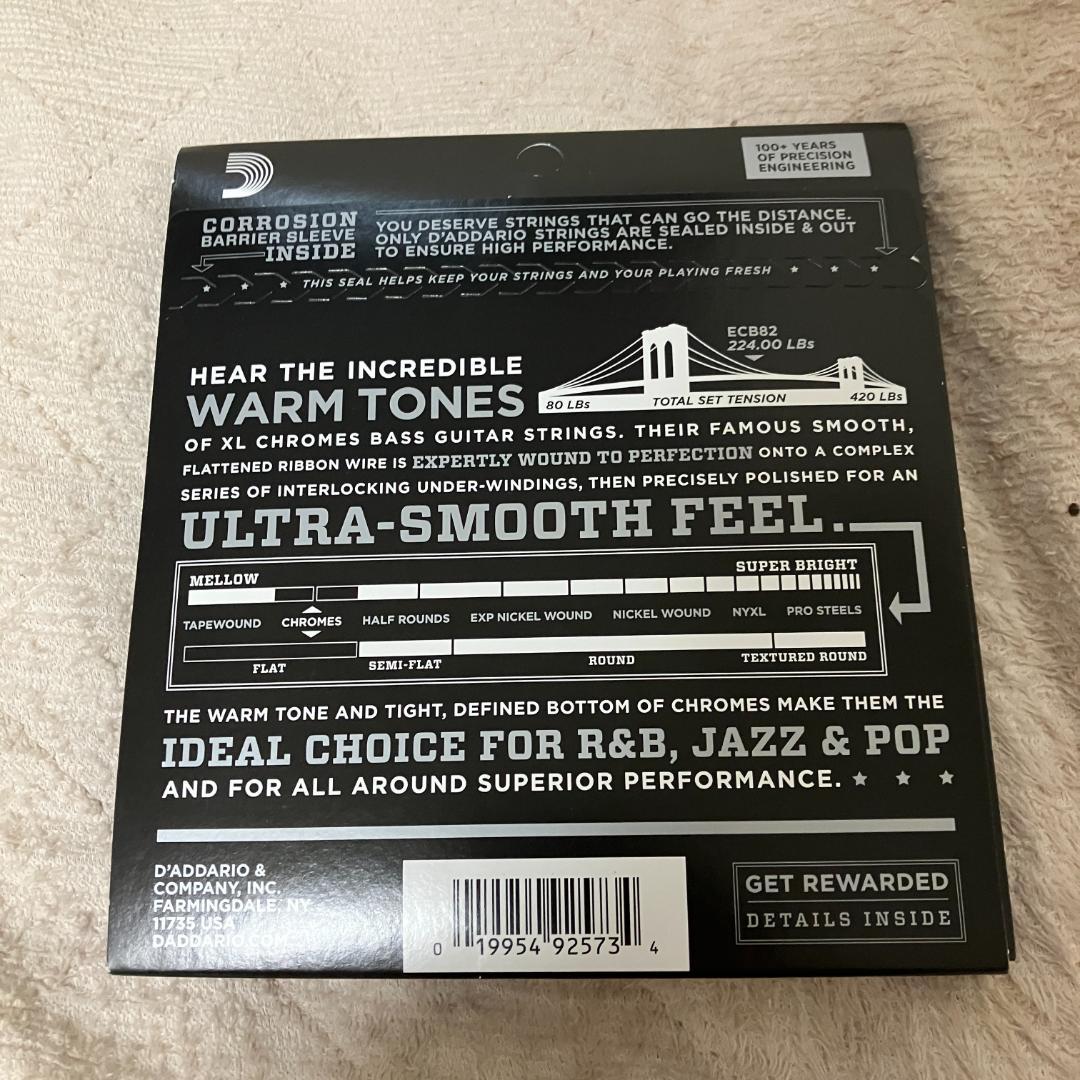 100+ YEARS
OF PRECISION
ENGINEERING
CORROSION
BARRIER SLEEVE
INSIDE
YOU DESERVE STRINGS THAT CAN GO THE DISTANCE.
ONLY D'ADDARIO STRINGS ARE SEALED INSIDE & OUT
TO ENSURE HIGH PERFORMANCE.
THIS SEAL HELPS KEEP YOUR STRINGS AND YOUR PLAYING FRESH
ECB82
224.00 LBs
80 LBs TOTAL SET TENSION 420 LBs
HEAR THE INCREDIBLE
WARM TONES
OF XL CHROMES BASS GUITAR STRINGS. THEIR FAMOUS SMOOTH,
FLATTENED RIBBON WIRE IS EXPERTLY WOUND TO PERFECTION ONTO A COMPLEX
SERIES OF INTERLOCKING UNDER-WINDINGS, THEN PRECISELY POLISHED FOR AN
ULTRA-SMOOTH FEEL.
MELLOW SUPER BRIGHT
TAPEWOUND CHROMES HALF ROUNDS EXP NICKEL WOUND NICKEL WOUND NYXL PRO STEELS
FLAT SEMI-FLAT ROUND TEXTURED ROUND
THE WARM TONE AND TIGHT, DEFINED BOTTOM OF CHROMES MAKE THEM THE
IDEAL CHOICE FOR R&B, JAZZ & POP
AND FOR ALL AROUND SUPERIOR PERFORMANCE.
D'ADDARIO &
COMPANY, INC.
FARMINGDALE, NY
11735 USA
DADDARIO.COM
0 19954 92573 4
GET REWARDED
DETAILS INSIDE